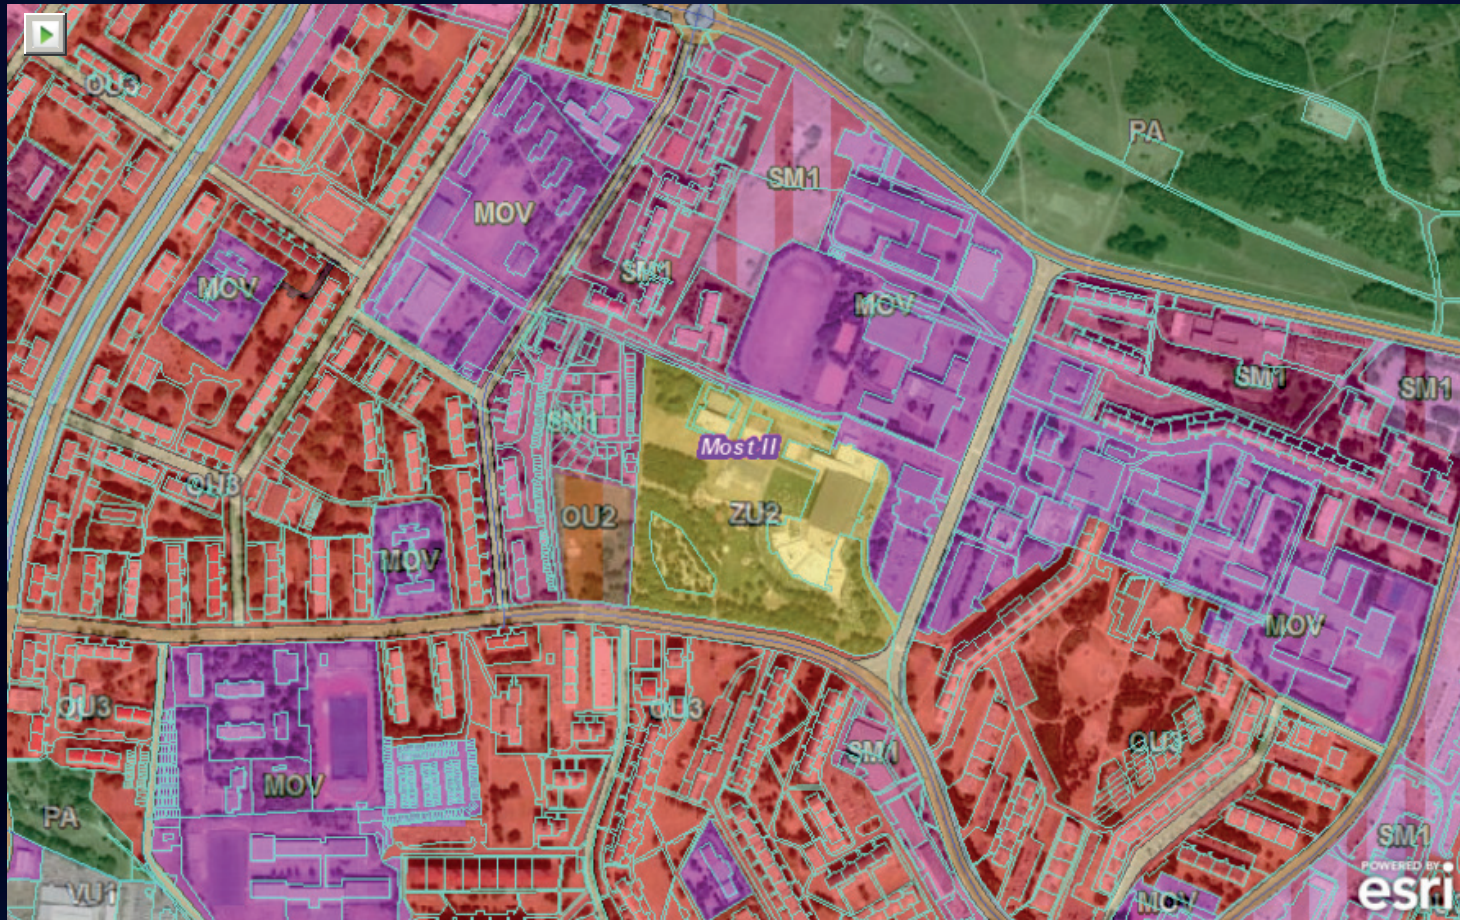 OU3
PA
SM1
MOV
SM1
MOV
MOV
SM1
SM1
SM1
Most II
OU3
OU2
ZU2
MOV
MOV
OU3
OU3
OU3
SM1
MOV
PA
SM1
POWERED BY
esri
VU1
MOV